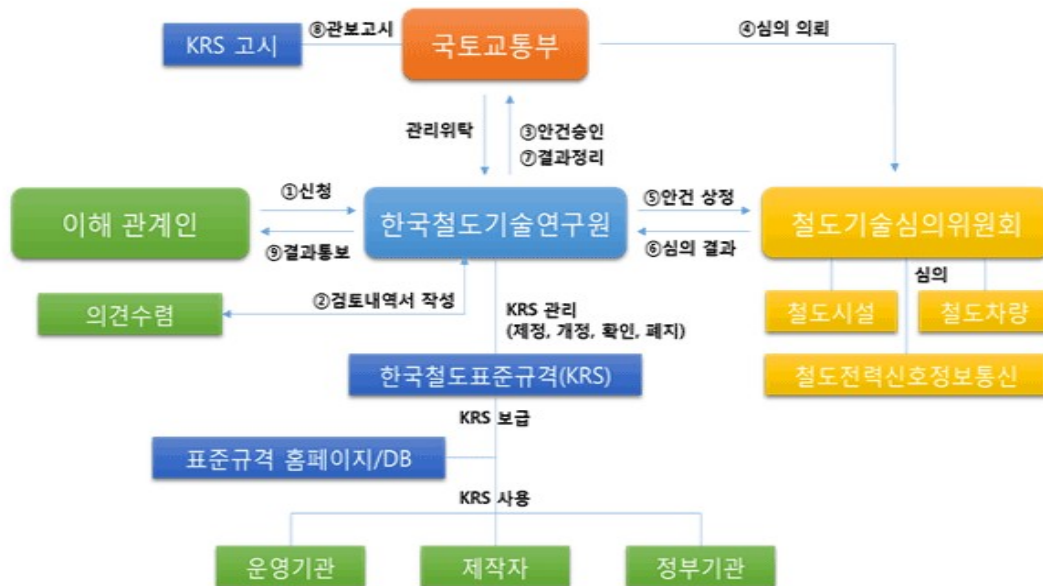 ⑧관보고시
④심의 의뢰
KRS 고시
국토교통부
관리위탁
③안건승인
⑦결과정리
①신청
⑤안건 상정
이해 관계인
한국철도기술연구원
철도기술심의위원회
⑨결과통보
⑥심의 결과
심의
②검토내역서 작성
의견수렴
KRS 관리
(제정, 개정, 확인, 폐지)
철도시설
철도차량
한국철도표준규격(KRS)
철도전력신호정보통신
KRS 보급
표준규격 홈페이지/DB
KRS 사용
운영기관
제작자
정부기관